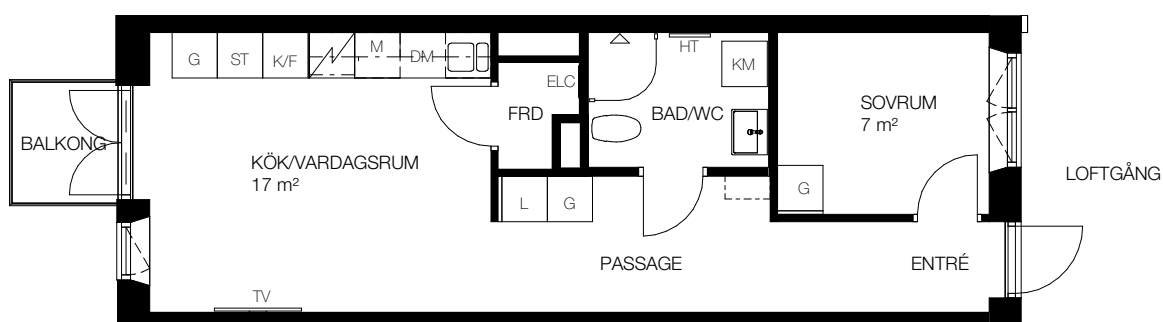 G
ST
K/F
M
DM
HT
KM
ELC
FRD
BAD/WC
SOVRUM
7 m²
BALKONG
KÖK/VARDAGSRUM
17 m²
LOFTGÅNG
L
G
G
PASSAGE
ENTRÉ
TV